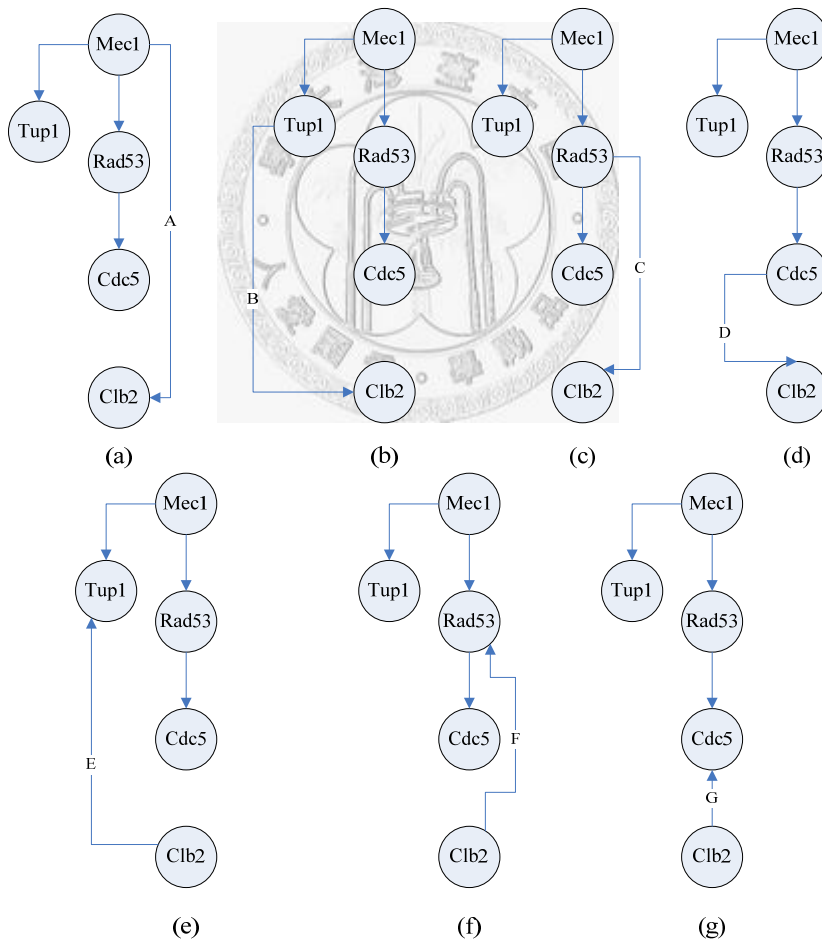 Mec1
Tup1
Rad53
A
Cdc5
Clb2
(a)
Mec1
Tup1
Rad53
B
Cdc5
Clb2
(b)
Mec1
Tup1
Rad53
C
Cdc5
Clb2
(c)
Mec1
Tup1
Rad53
Cdc5
D
Clb2
(d)
Mec1
Tup1
Rad53
Cdc5
E
Clb2
(e)
Mec1
Tup1
Rad53
Cdc5
F
Clb2
(f)
Mec1
Tup1
Rad53
Cdc5
G
Clb2
(g)